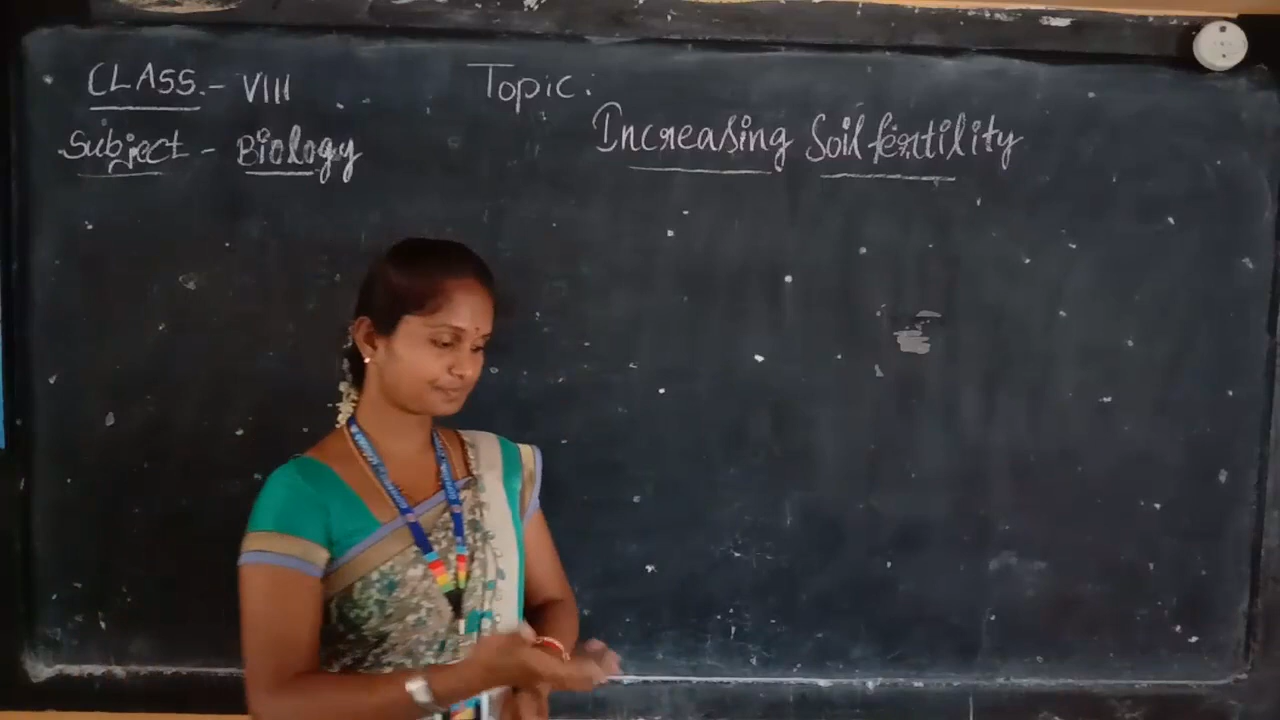 CLASS.- VIII
Topic:
Subject - Biology
Increasing Soil fertility